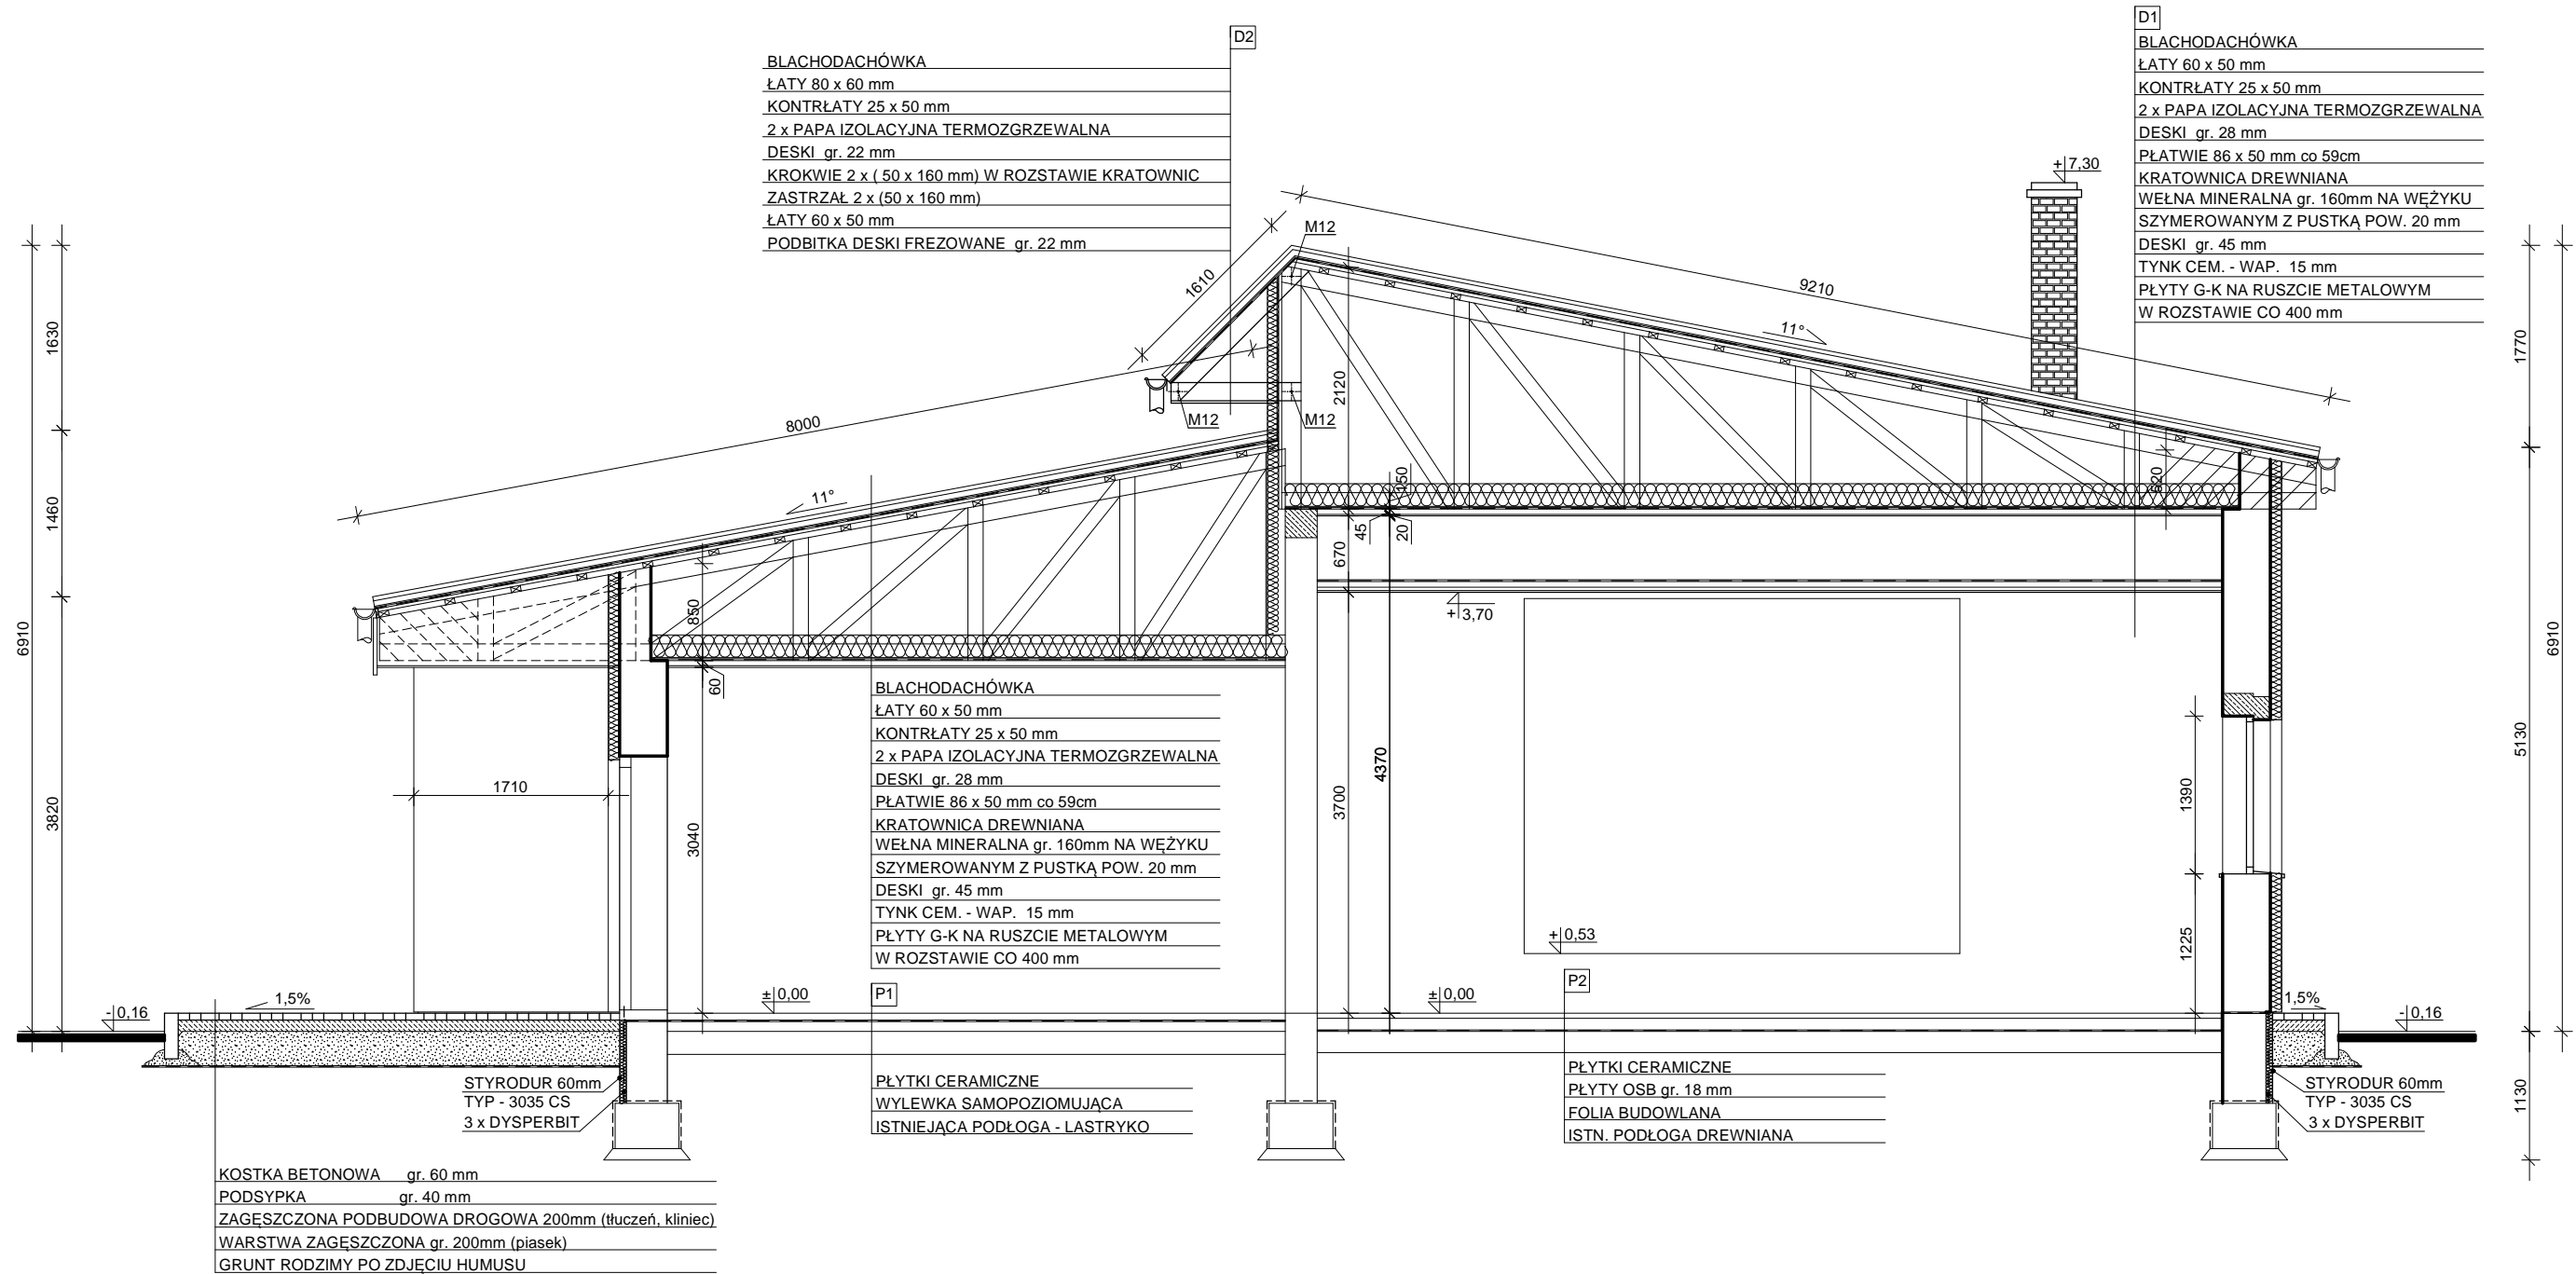 D2
BLACHODACHÓWKA
ŁATY 80 x 60 mm
KONTRŁATY 25 x 50 mm
2 x PAPA IZOLACYJNA TERMOZGRZEWALNA
DESKI gr. 22 mm
KROKWIE 2 x ( 50 x 160 mm) W ROZSTAWIE KRATOWNIC
ZASTRZAŁ 2 x (50 x 160 mm)
ŁATY 60 x 50 mm
PODBITKA DESKI FREZOWANE gr. 22 mm
D1
BLACHODACHÓWKA
ŁATY 60 x 50 mm
KONTRŁATY 25 x 50 mm
2 x PAPA IZOLACYJNA TERMOZGRZEWALNA
DESKI gr. 28 mm
PŁATWIE 86 x 50 mm co 59cm
KRATOWNICA DREWNIANA
WEŁNA MINERALNA gr. 160mm NA WĘŻYKU
SZYMEROWANYM Z PUSTKĄ POW. 20 mm
DESKI gr. 45 mm
TYNK CEM. - WAP. 15 mm
PŁYTY G-K NA RUSZCIE METALOWYM
W ROZSTAWIE CO 400 mm
+7,30
M12
1610
9210
11°
1630
1770
2120
M12
M12
8000
11°
1460
150
520
45
20
670
+3,70
850
60
6910
6910
BLACHODACHÓWKA
ŁATY 60 x 50 mm
KONTRŁATY 25 x 50 mm
2 x PAPA IZOLACYJNA TERMOZGRZEWALNA
DESKI gr. 28 mm
PŁATWIE 86 x 50 mm co 59cm
KRATOWNICA DREWNIANA
WEŁNA MINERALNA gr. 160mm NA WĘŻYKU
SZYMEROWANYM Z PUSTKĄ POW. 20 mm
DESKI gr. 45 mm
TYNK CEM. - WAP. 15 mm
PŁYTY G-K NA RUSZCIE METALOWYM
W ROZSTAWIE CO 400 mm
1710
3820
3040
3700
4370
1390
5130
1225
+0,53
P1
P2
-0,16
1,5%
±0,00
±0,00
1,5%
-0,16
1130
STYRODUR 60mm
TYP - 3035 CS
3 x DYSPERBIT
PŁYTKI CERAMICZNE
WYLEWKA SAMOPOZIOMUJĄCA
ISTNIEJĄCA PODŁOGA - LASTRYKO
PŁYTKI CERAMICZNE
PŁYTY OSB gr. 18 mm
FOLIA BUDOWLANA
ISTN. PODŁOGA DREWNIANA
STYRODUR 60mm
TYP - 3035 CS
3 x DYSPERBIT
KOSTKA BETONOWA gr. 60 mm
PODSYPKA gr. 40 mm
ZAGĘSZCZONA PODBUDOWA DROGOWA 200mm (tłuczeń, kliniec)
WARSTWA ZAGĘSZCZONA gr. 200mm (piasek)
GRUNT RODZIMY PO ZDJĘCIU HUMUSU